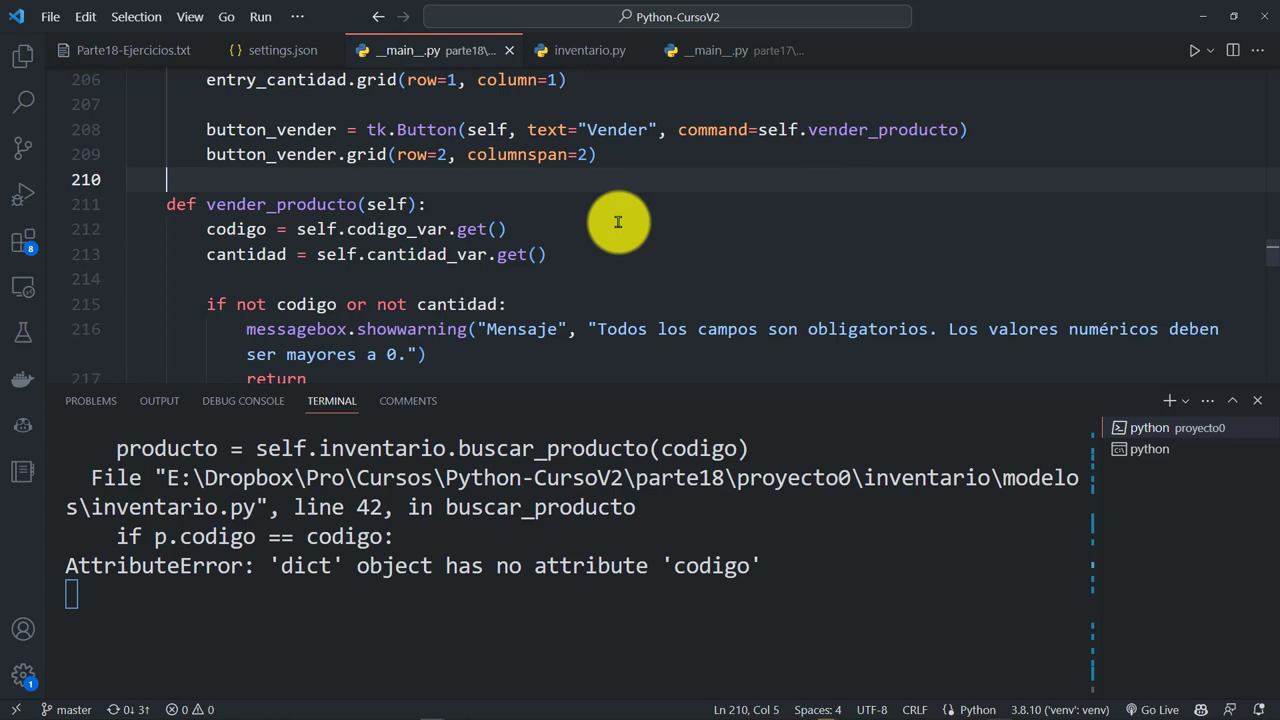 File Edit Selection View Go Run ··· Python-CursoV2
Parte18-Ejercicios.txt {} settings.json __main__.py parte18\... inventario.py __main__.py parte17\...
206 entry_cantidad.grid(row=1, column=1)
207
208 button_vender = tk.Button(self, text="Vender", command=self.vender_producto)
209 button_vender.grid(row=2, columnspan=2)
210
211 def vender_producto(self):
212 codigo = self.codigo_var.get()
213 cantidad = self.cantidad_var.get()
214
215 if not codigo or not cantidad:
216 messagebox.showwarning("Mensaje", "Todos los campos son obligatorios. Los valores numéricos deben
ser mayores a 0.")
217 return
PROBLEMS OUTPUT DEBUG CONSOLE TERMINAL COMMENTS
producto = self.inventario.buscar_producto(codigo)
File "E:\Dropbox\Pro\Cursos\Python-CursoV2\parte18\proyecto0\inventario\modelo
s\inventario.py", line 42, in buscar_producto
if p.codigo == codigo:
AttributeError: 'dict' object has no attribute 'codigo'
python proyecto0
python
8
1
master 0↓ 3↑ 0 0 Ln 210, Col 5 Spaces: 4 UTF-8 CRLF Python 3.8.10 ('venv': venv) Go Live